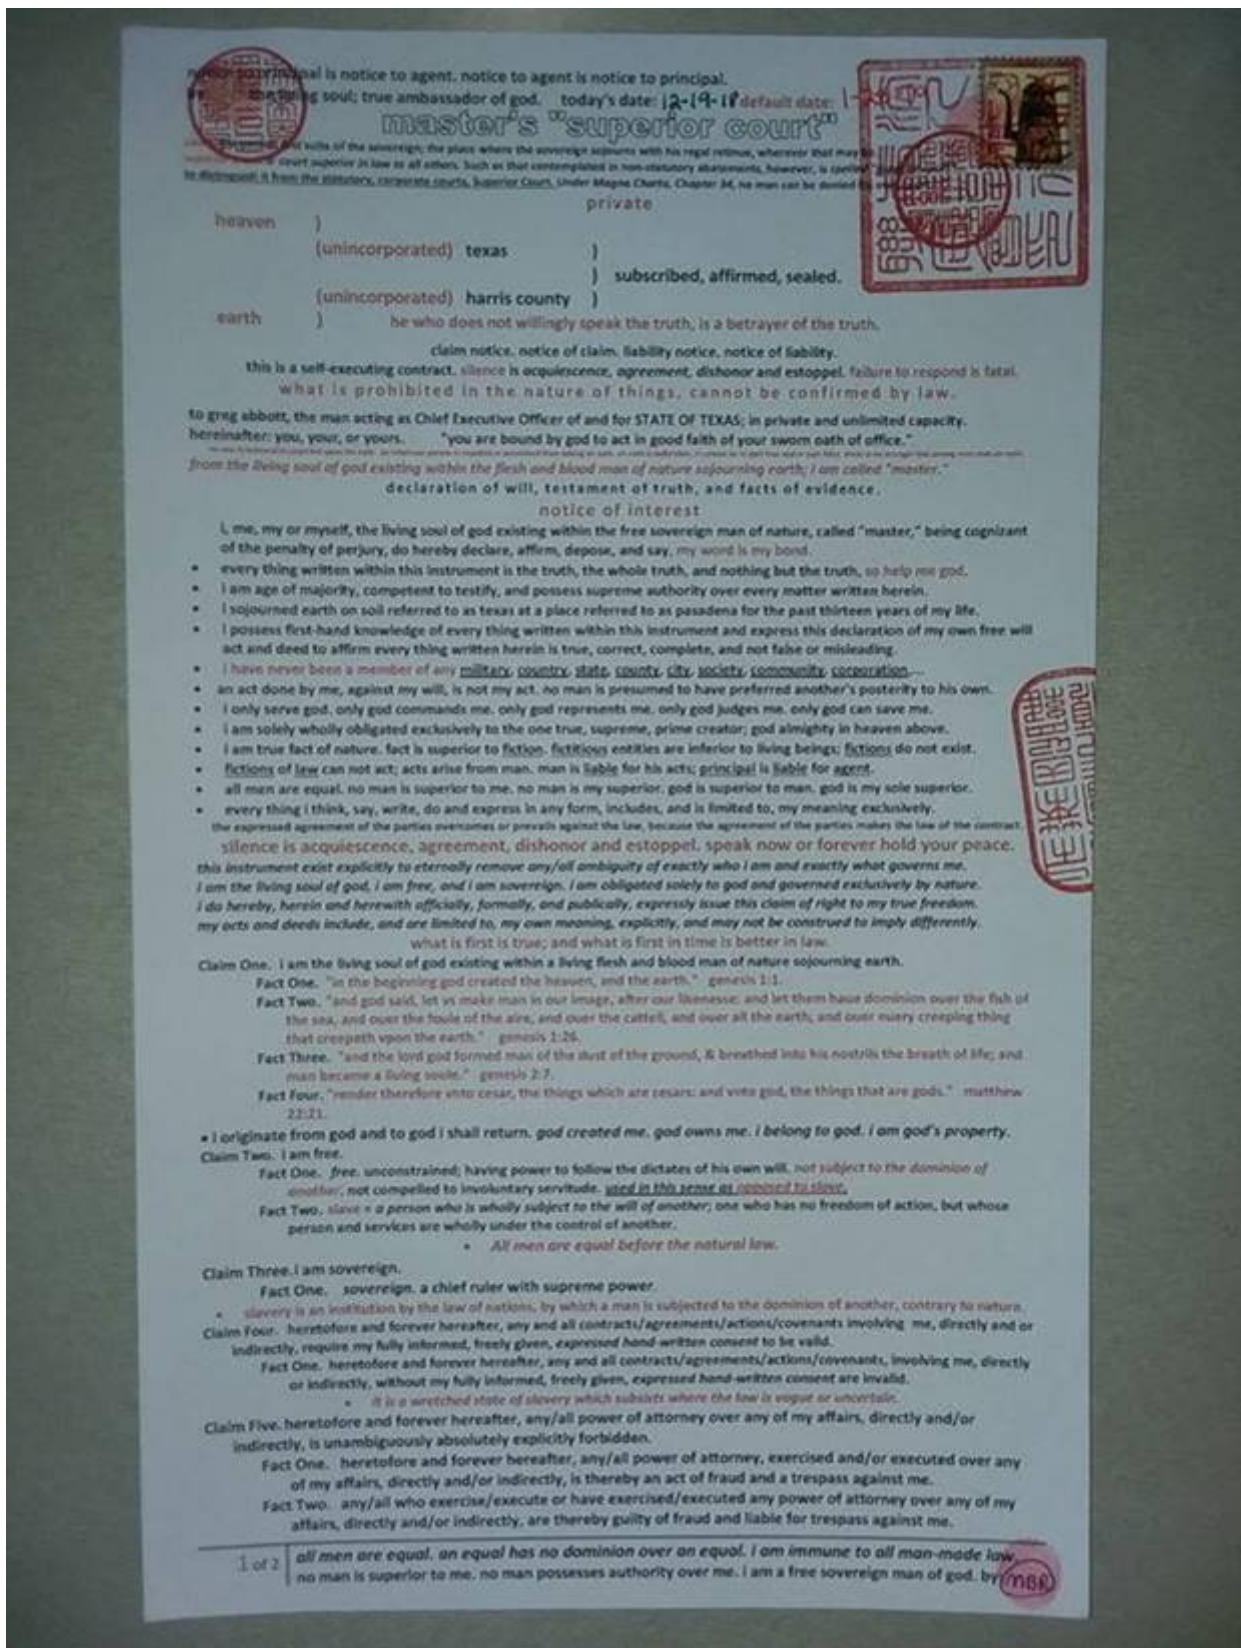 principal is notice to agent. notice to agent is notice to principal.
living soul; true ambassador of god. today's date: 12-19-18 default date:
master's "superior court"
and suite of the sovereign; the place where the sovereign sojourns with his regal retinue, wherever that may be
court superior in law to all others. Such as that contemplated in non-statutory abatements, however, is
to distinguish it from the statutory, corporate courts, Superior Court. Under Magna Charta, Chapter 34, no man can be denied
private
heaven )
(unincorporated) texas )
) subscribed, affirmed, sealed.
(unincorporated) harris county )
earth ) he who does not willingly speak the truth, is a betrayer of the truth.
claim notice. notice of claim. liability notice. notice of liability.
this is a self-executing contract. silence is acquiescence, agreement, dishonor and estoppel. failure to respond is fatal.
what is prohibited in the nature of things, cannot be confirmed by law.
to greg abbott, the man acting as Chief Executive Officer of and for STATE OF TEXAS; in private and unlimited capacity.
hereinafter: you, your, or yours. "you are bound by god to act in good faith of your sworn oath of office."
from the living soul of god existing within the flesh and blood man of nature sojourning earth; i am called "master."
declaration of will, testament of truth, and facts of evidence.
notice of interest
I, me, my or myself, the living soul of god existing within the free sovereign man of nature, called "master," being cognizant
of the penalty of perjury, do hereby declare, affirm, depose, and say, my word is my bond.
• every thing written within this instrument is the truth, the whole truth, and nothing but the truth, so help me god.
• i am age of majority, competent to testify, and possess supreme authority over every matter written herein.
• i sojourned earth on soil referred to as texas at a place referred to as pasadena for the past thirteen years of my life.
• i possess first-hand knowledge of every thing written within this instrument and express this declaration of my own free will
act and deed to affirm every thing written herein is true, correct, complete, and not false or misleading.
• i have never been a member of any military, country, state, county, city, society, community, corporation,...
• an act done by me, against my will, is not my act. no man is presumed to have preferred another's posterity to his own.
• i only serve god. only god commands me. only god represents me. only god judges me. only god can save me.
• i am solely wholly obligated exclusively to the one true, supreme, prime creator; god almighty in heaven above.
• i am true fact of nature. fact is superior to fiction. fictitious entities are inferior to living beings; fictions do not exist.
• fictions of law can not act; acts arise from man. man is liable for his acts; principal is liable for agent.
• all men are equal. no man is superior to me. no man is my superior. god is superior to man. god is my sole superior.
• every thing i think, say, write, do and express in any form, includes, and is limited to, my meaning exclusively.
the expressed agreement of the parties overcomes or prevails against the law, because the agreement of the parties makes the law of the contract.
silence is acquiescence, agreement, dishonor and estoppel. speak now or forever hold your peace.
this instrument exist explicitly to eternally remove any/all ambiguity of exactly who i am and exactly what governs me.
i am the living soul of god, i am free, and i am sovereign. i am obligated solely to god and governed exclusively by nature.
i do hereby, herein and herewith officially, formally, and publically, expressly issue this claim of right to my true freedom.
my acts and deeds include, and are limited to, my own meaning, explicitly, and may not be construed to imply differently.
what is first is true; and what is first in time is better in law.
Claim One. i am the living soul of god existing within a living flesh and blood man of nature sojourning earth.
Fact One. "in the beginning god created the heaven, and the earth." genesis 1:1.
Fact Two. "and god said, let vs make man in our image, after our likenesse: and let them haue dominion ouer the fish of
the sea, and ouer the foule of the aire, and ouer the cattell, and ouer all the earth, and ouer euery creeping thing
that creepeth vpon the earth." genesis 1:26.
Fact Three. "and the lord god formed man of the dust of the ground, & breathed into his nostrils the breath of life; and
man became a liuing soule." genesis 2:7.
Fact Four. "render therefore vnto cesar, the things which are cesars: and vnto god, the things that are gods." matthew
22:21.
• i originate from god and to god i shall return. god created me. god owns me. i belong to god. i am god's property.
Claim Two. I am free.
Fact One. free. unconstrained; having power to follow the dictates of his own will. not subject to the dominion of
another. not compelled to involuntary servitude. used in this sense as opposed to slave.
Fact Two. slave = a person who is wholly subject to the will of another; one who has no freedom of action, but whose
person and services are wholly under the control of another.
• All men are equal before the natural law.
Claim Three. I am sovereign.
Fact One. sovereign. a chief ruler with supreme power.
• slavery is an institution by the law of nations, by which a man is subjected to the dominion of another, contrary to nature.
Claim Four. heretofore and forever hereafter, any and all contracts/agreements/actions/covenants involving me, directly and or
indirectly, require my fully informed, freely given, expressed hand-written consent to be valid.
Fact One. heretofore and forever hereafter, any and all contracts/agreements/actions/covenants, involving me, directly
or indirectly, without my fully informed, freely given, expressed hand-written consent are invalid.
• it is a wretched state of slavery which subsists where the law is vague or uncertain.
Claim Five. heretofore and forever hereafter, any/all power of attorney over any of my affairs, directly and/or
indirectly, is unambiguously absolutely explicitly forbidden.
Fact One. heretofore and forever hereafter, any/all power of attorney, exercised and/or executed over any
of my affairs, directly and/or indirectly, is thereby an act of fraud and a trespass against me.
Fact Two. any/all who exercise/execute or have exercised/executed any power of attorney over any of my
affairs, directly and/or indirectly, are thereby guilty of fraud and liable for trespass against me.
1 of 2
all men are equal. an equal has no dominion over an equal. i am immune to all man-made law.
no man is superior to me. no man possesses authority over me. i am a free sovereign man of god. by MBR